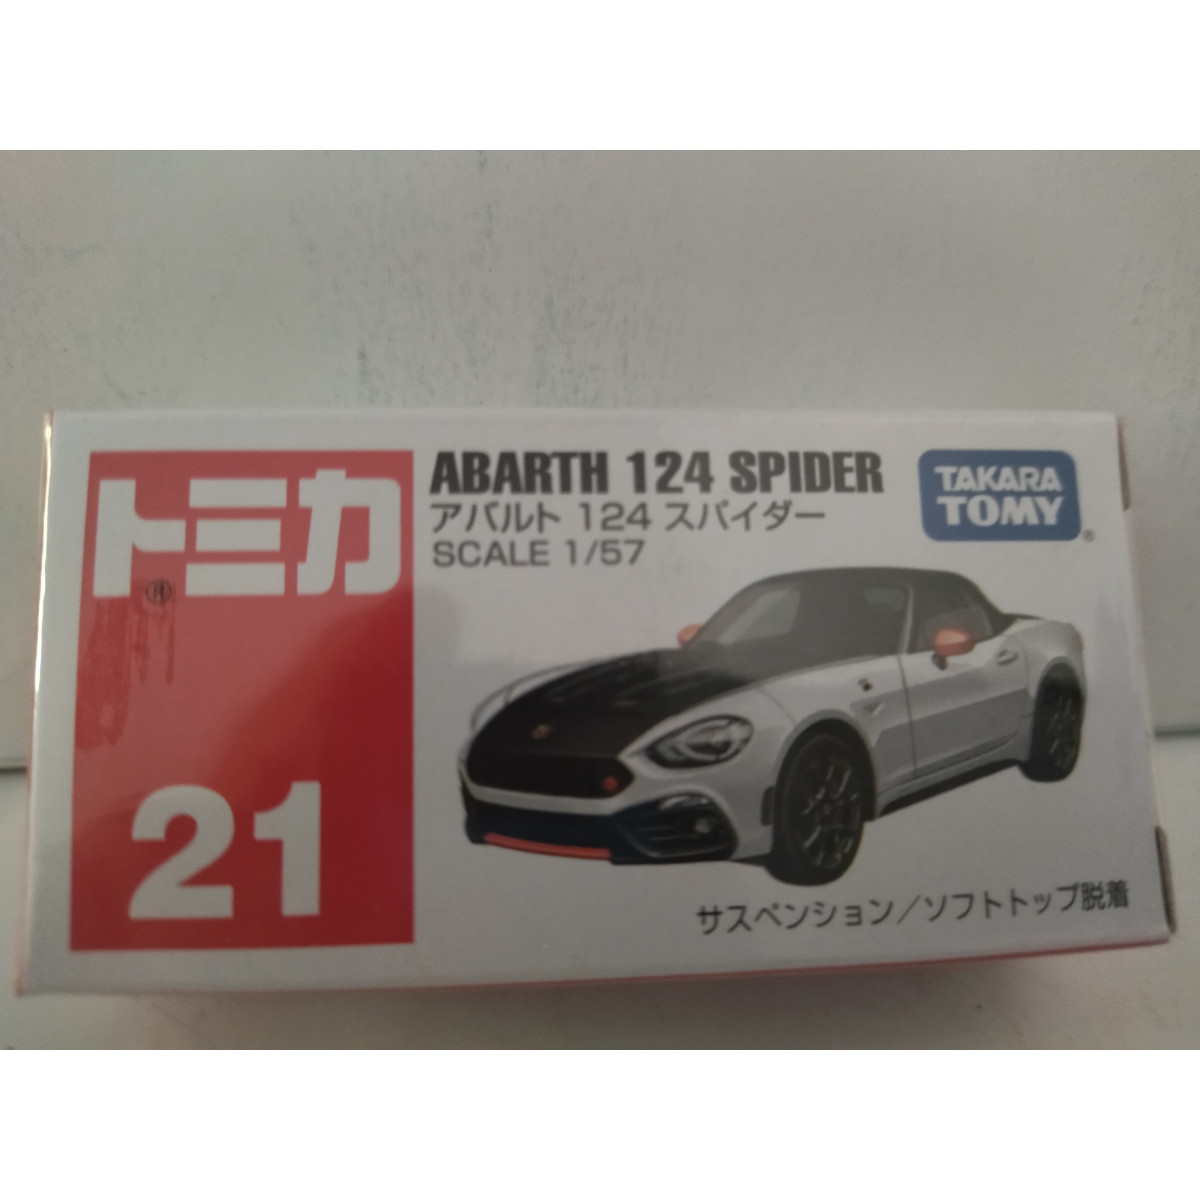 トミカ®
21
ABARTH 124 SPIDER
アバルト 124 スパイダー
SCALE 1/57
TAKARA
TOMY®
サスペンション/ソフトトップ脱着